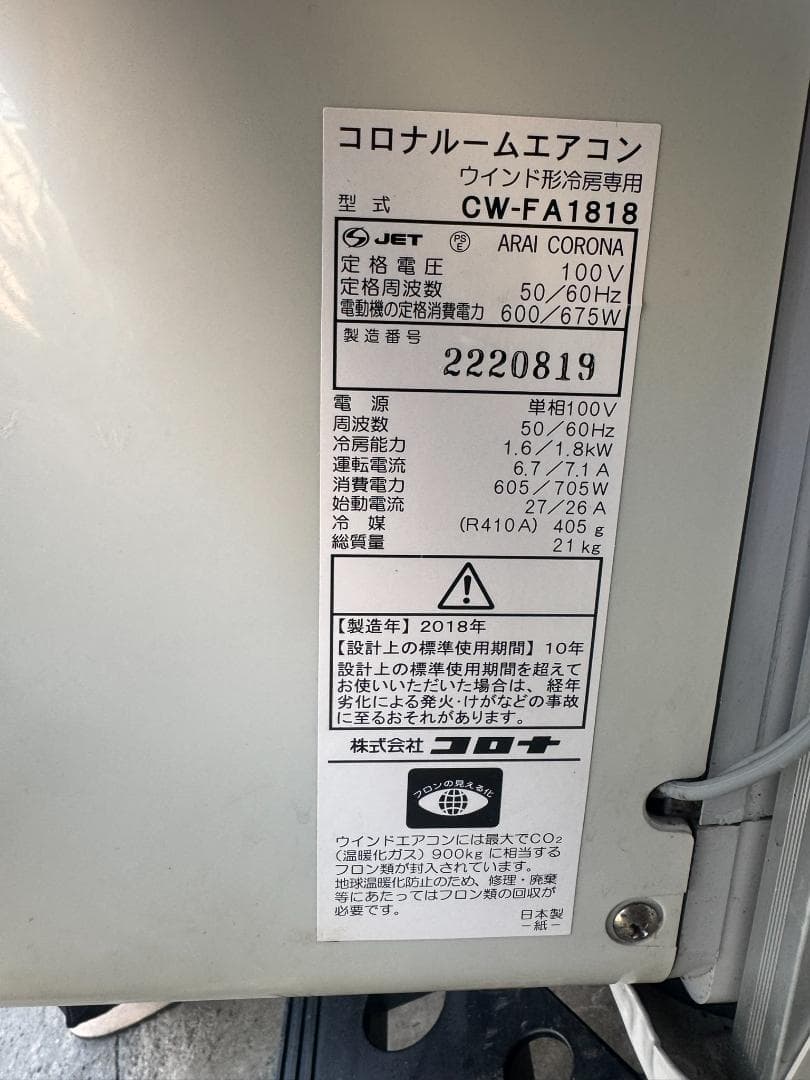 コロナルームエアコン
ウインド形冷房専用
型式 CW-FA1818
JET PSE ARAI CORONA
定格電圧 100V
定格周波数 50/60Hz
電動機の定格消費電力 600/675W
製造番号
2220819
電源 単相100V
周波数 50/60Hz
冷房能力 1.6/1.8kW
運転電流 6.7/7.1A
消費電力 605/705W
始動電流 27/26A
冷媒 (R410A) 405g
総質量 21kg
【製造年】2018年
【設計上の標準使用期間】10年
設計上の標準使用期間を超えて
お使いいただいた場合は、経年
劣化による発火・けがなどの事故
に至るおそれがあります。
株式会社 コロナ
フロンの見える化
ウインドエアコンには最大でCO₂
(温暖化ガス)900kgに相当する
フロン類が封入されています。
地球温暖化防止のため、修理・廃棄
等にあたってはフロン類の回収が
必要です。
日本製
-紙-